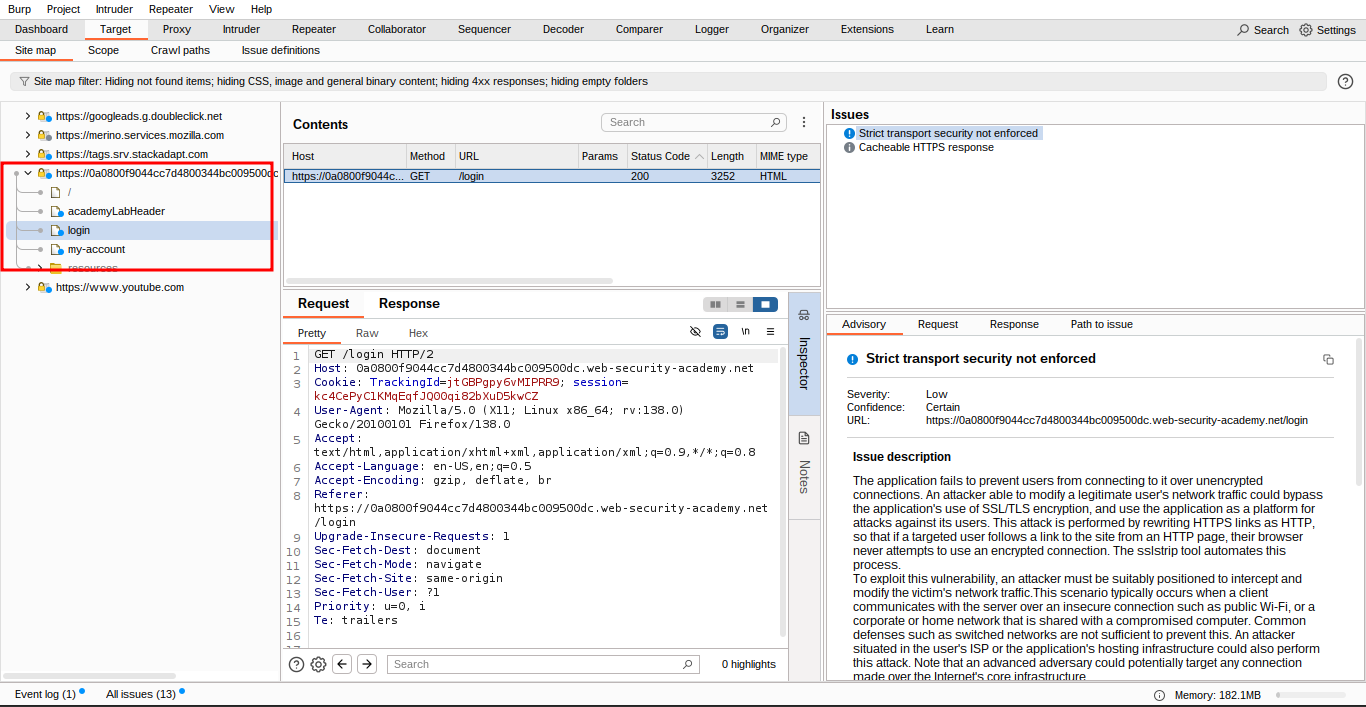 Burp Project Intruder Repeater View Help
Dashboard Target Proxy Intruder Repeater Collaborator Sequencer Decoder Comparer Logger Organizer Extensions Learn Search Settings
Site map Scope Crawl paths Issue definitions
Site map filter: Hiding not found items; hiding CSS, image and general binary content; hiding 4xx responses; hiding empty folders
https://googleads.g.doubleclick.net
https://merino.services.mozilla.com
https://tags.srv.stackadapt.com
https://0a0800f9044cc7d4800344bc009500dc
/
academyLabHeader
login
my-account
resources
https://www.youtube.com
Contents
Search
Host Method URL Params Status Code Length MIME type
https://0a0800f9044c... GET /login 200 3252 HTML
Request Response
Pretty Raw Hex
\n
1 GET /login HTTP/2
2 Host: 0a0800f9044cc7d4800344bc009500dc.web-security-academy.net
3 Cookie: TrackingId=jtGBPgpy6vMIPRR9; session=
kc4CePyC1KMqEqfJQ00qi82bXuD5kwCZ
4 User-Agent: Mozilla/5.0 (X11; Linux x86_64; rv:138.0)
Gecko/20100101 Firefox/138.0
5 Accept:
text/html,application/xhtml+xml,application/xml;q=0.9,*/*;q=0.8
6 Accept-Language: en-US,en;q=0.5
7 Accept-Encoding: gzip, deflate, br
8 Referer:
https://0a0800f9044cc7d4800344bc009500dc.web-security-academy.net
/login
9 Upgrade-Insecure-Requests: 1
10 Sec-Fetch-Dest: document
11 Sec-Fetch-Mode: navigate
12 Sec-Fetch-Site: same-origin
13 Sec-Fetch-User: ?1
14 Priority: u=0, i
15 Te: trailers
16
Search
0 highlights
Inspector
Notes
Issues
Strict transport security not enforced
Cacheable HTTPS response
Advisory Request Response Path to issue
Strict transport security not enforced
Severity: Low
Confidence: Certain
URL: https://0a0800f9044cc7d4800344bc009500dc.web-security-academy.net/login
Issue description
The application fails to prevent users from connecting to it over unencrypted
connections. An attacker able to modify a legitimate user's network traffic could bypass
the application's use of SSL/TLS encryption, and use the application as a platform for
attacks against its users. This attack is performed by rewriting HTTPS links as HTTP,
so that if a targeted user follows a link to the site from an HTTP page, their browser
never attempts to use an encrypted connection. The sslstrip tool automates this
process.
To exploit this vulnerability, an attacker must be suitably positioned to intercept and
modify the victim's network traffic.This scenario typically occurs when a client
communicates with the server over an insecure connection such as public Wi-Fi, or a
corporate or home network that is shared with a compromised computer. Common
defenses such as switched networks are not sufficient to prevent this. An attacker
situated in the user's ISP or the application's hosting infrastructure could also perform
this attack. Note that an advanced adversary could potentially target any connection
made over the Internet's core infrastructure
Event log (1) All issues (13)
Memory: 182.1MB